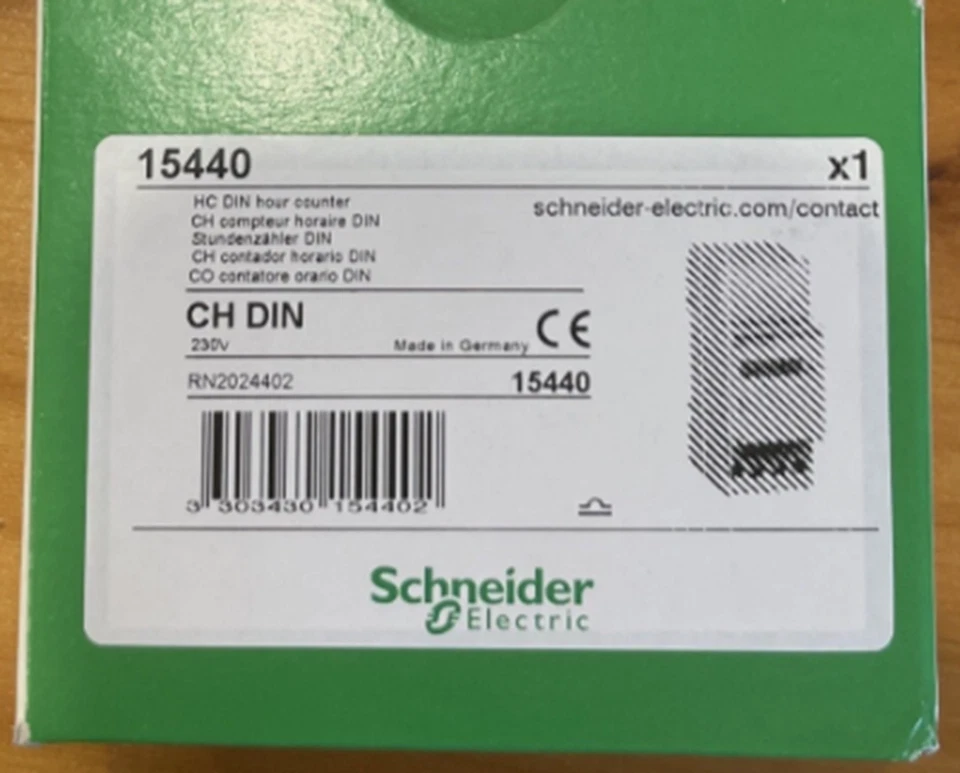 15440 x1
HC DIN hour counter
schneider-electric.com/contact
CH compteur horaire DIN
Stundenzähler DIN
CH contador horario DIN
CO contatore orario DIN
CH DIN CE
230V Made in Germany
RN2024402 15440
3 303430 154402
Schneider
Electric